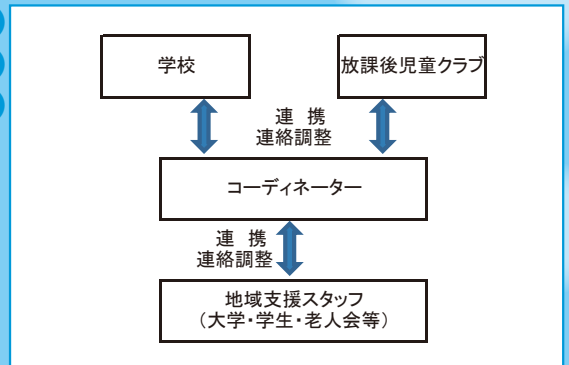 学校
放課後児童クラブ
連 携
連絡調整
コーディネーター
連 携
連絡調整
地域支援スタッフ
（大学・学生・老人会等）